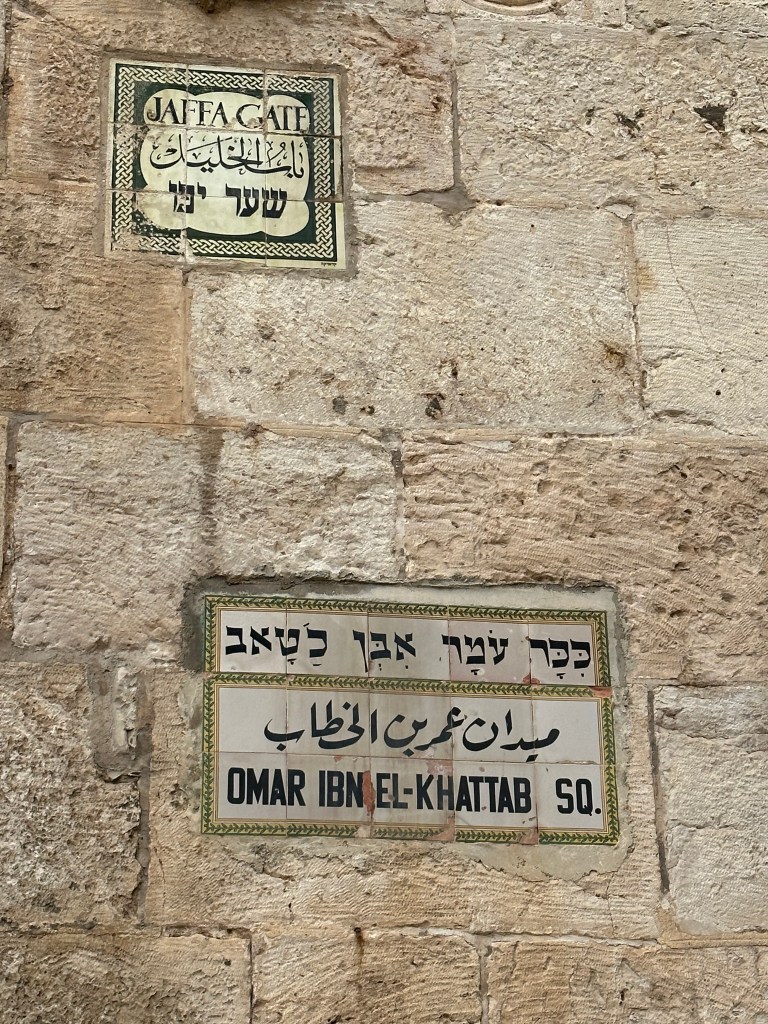 JAFFA GATE
باب الخليل
שער יפו
כִּכָּר עֹמָר אִבְּן חַ'טָאב
ميدان عمر بن الخطاب
OMAR IBN EL-KHATTAB SQ.